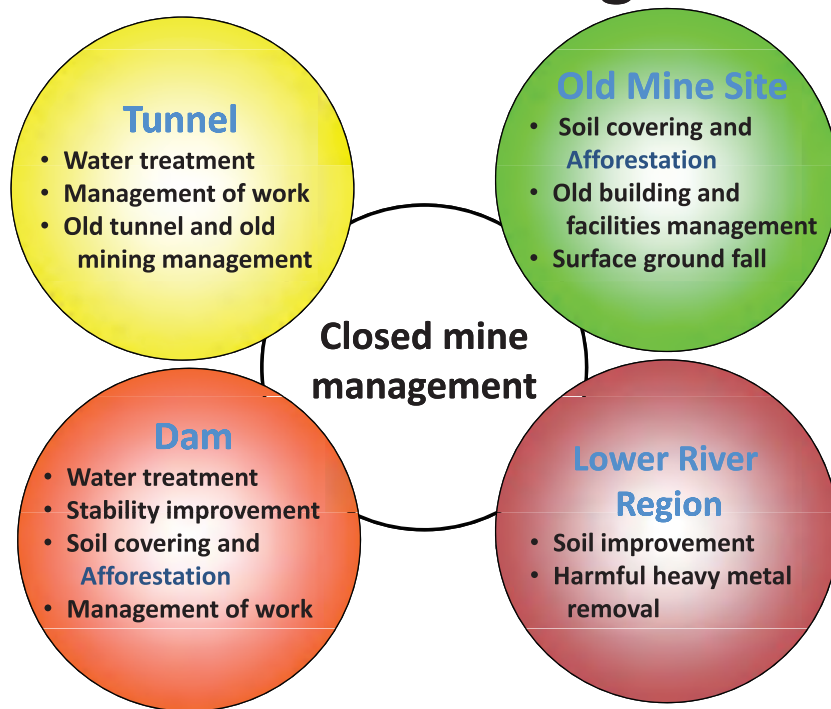 Tunnel
• Water treatment
• Management of work
• Old tunnel and old
mining management
Old Mine Site
• Soil covering and
Afforestation
• Old building and
facilities management
• Surface ground fall
Closed mine
management
Dam
• Water treatment
• Stability improvement
• Soil covering and
Afforestation
• Management of work
Lower River
Region
• Soil improvement
• Harmful heavy metal
removal